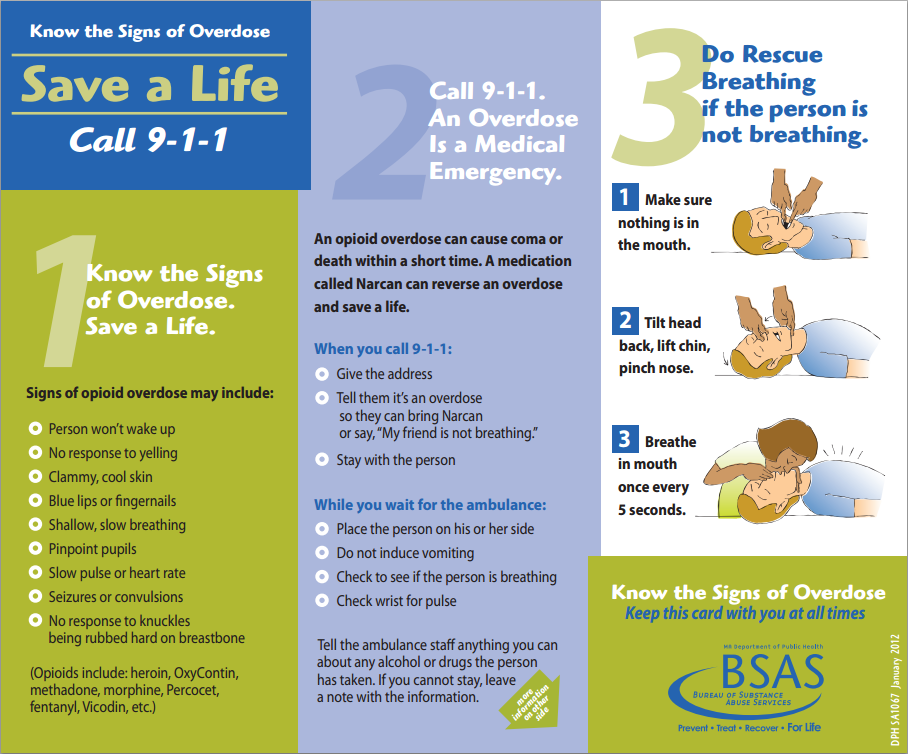 Know the Signs of Overdose
Save a Life
Call 9-1-1
1
Know the Signs
of Overdose.
Save a Life.
Signs of opioid overdose may include:
Person won’t wake up
No response to yelling
Clammy, cool skin
Blue lips or fingernails
Shallow, slow breathing
Pinpoint pupils
Slow pulse or heart rate
Seizures or convulsions
No response to knuckles
being rubbed hard on breastbone
(Opioids include: heroin, OxyContin,
methadone, morphine, Percocet,
fentanyl, Vicodin, etc.)
2
Call 9-1-1.
An Overdose
Is a Medical
Emergency.
An opioid overdose can cause coma or
death within a short time. A medication
called Narcan can reverse an overdose
and save a life.
When you call 9-1-1:
Give the address
Tell them it’s an overdose
so they can bring Narcan
or say, “My friend is not breathing.”
Stay with the person
While you wait for the ambulance:
Place the person on his or her side
Do not induce vomiting
Check to see if the person is breathing
Check wrist for pulse
Tell the ambulance staff anything you can
about any alcohol or drugs the person
has taken. If you cannot stay, leave
a note with the information.
more
information
on other
side
3
Do Rescue
Breathing
if the person is
not breathing.
1 Make sure
nothing is in
the mouth.
2 Tilt head
back, lift chin,
pinch nose.
3 Breathe
in mouth
once every
5 seconds.
Know the Signs of Overdose
Keep this card with you at all times
MA Department of Public Health
BSAS
BUREAU OF SUBSTANCE
ABUSE SERVICES
Prevent • Treat • Recover • For Life
DPH SA1067 January 2012